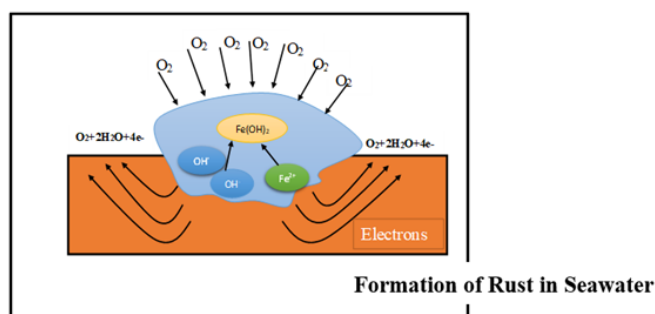 O₂ O₂ O₂ O₂ O₂ O₂ O₂
O₂+2H₂O+4e- Fe(OH)₂ O₂+2H₂O+4e-
OH⁻ OH Fe²⁺
Electrons
Formation of Rust in Seawater